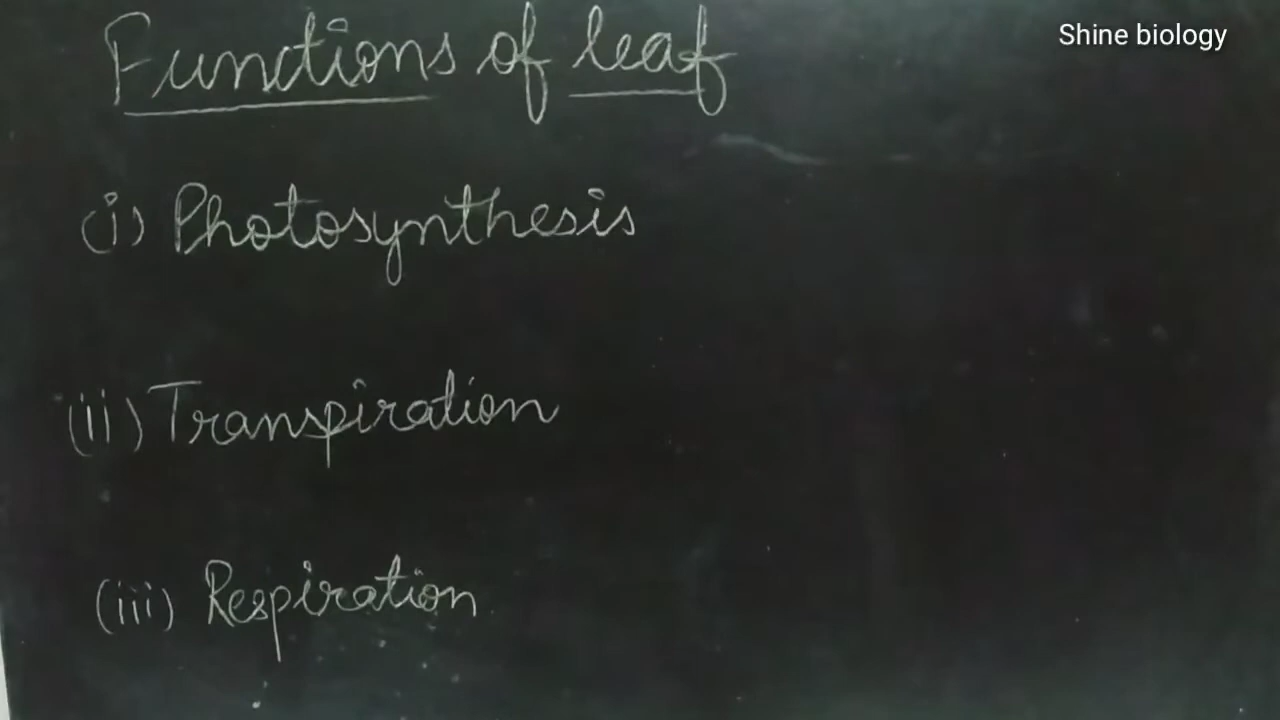 Shine biology
Functions of leaf
(i) Photosynthesis
(ii) Transpiration
(iii) Respiration